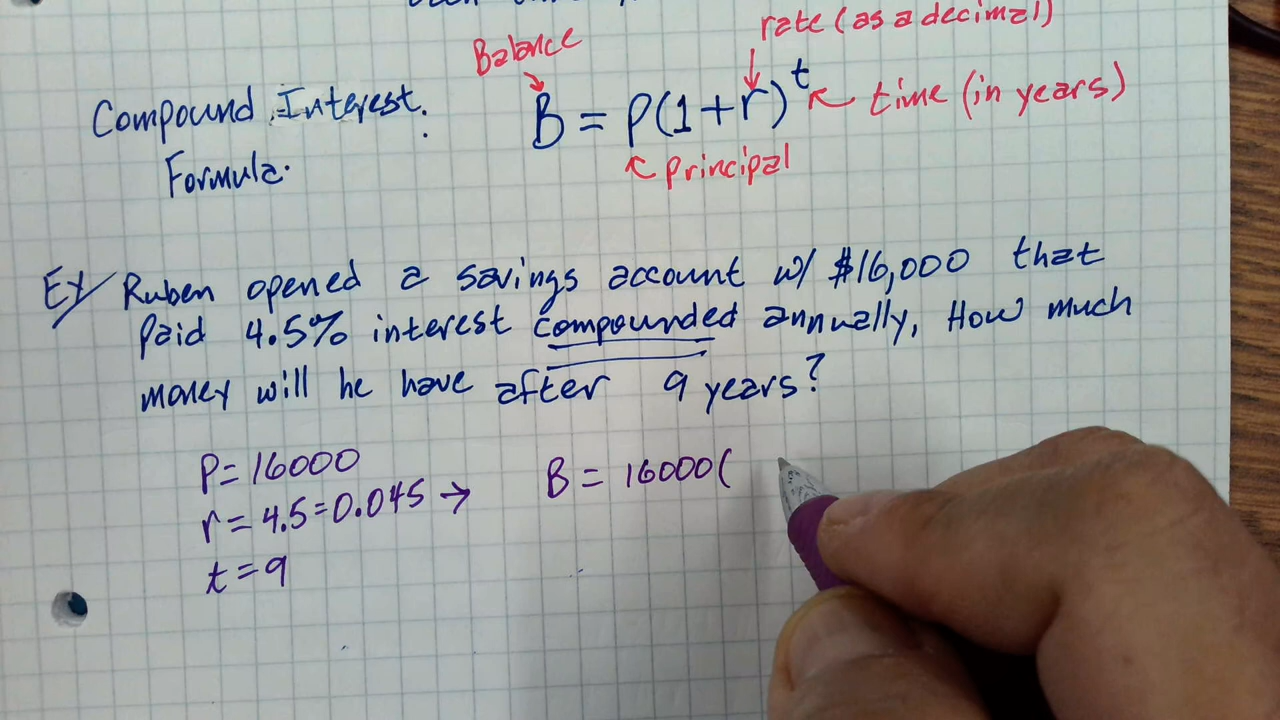 rate (as a decimal)
Balance
Compound Interest
Formula.
B = P(1+r)^t
time (in years)
principal
Ex Ruben opened a savings account w/ $16,000 that
paid 4.5% interest compounded annually, How much
money will he have after 9 years?
P = 16000
r = 4.5 = 0.045 →
t = 9
B = 16000(